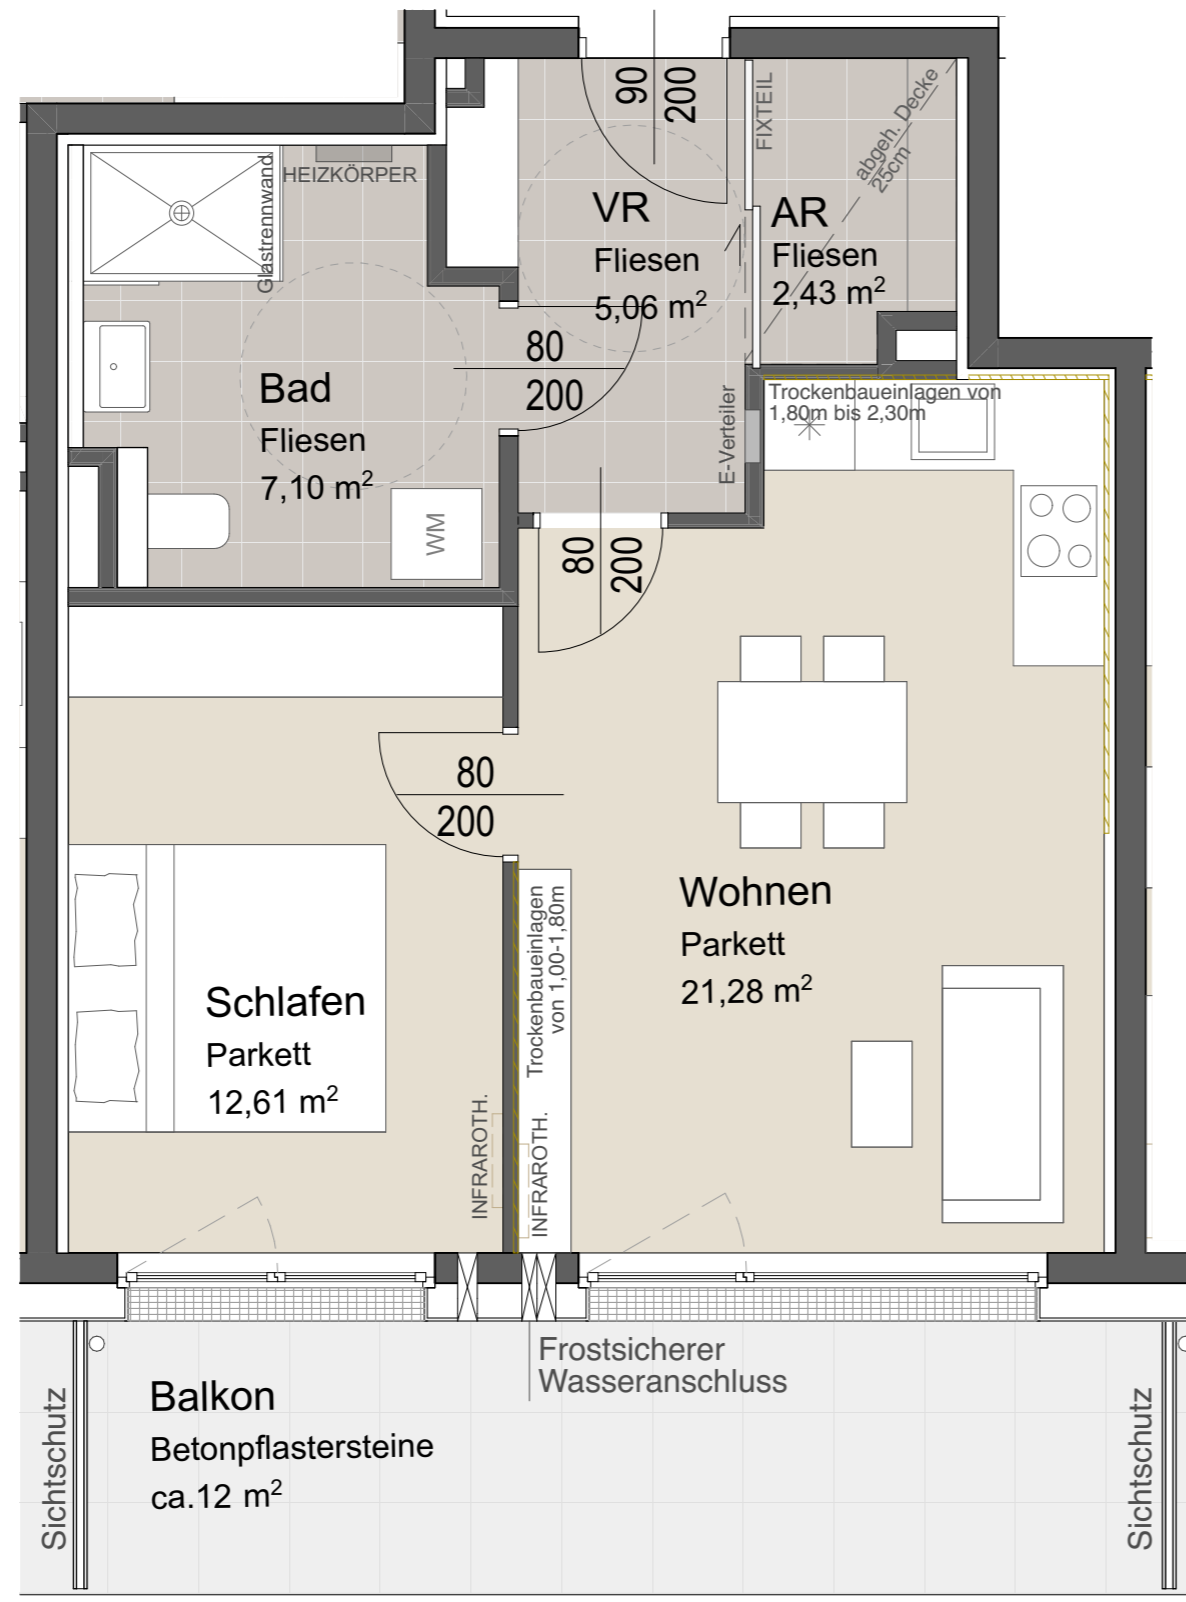 90
200
FIXTEIL
abgeh. Decke
25cm
Glastrennwand
HEIZKÖRPER
VR
Fliesen
5,06 m²
AR
Fliesen
2,43 m²
80
200
Bad
Fliesen
7,10 m²
E-Verteiler
Trockenbaueinlagen von
1,80m bis 2,30m
WM
80
200
80
200
Wohnen
Parkett
21,28 m²
Trockenbaueinlagen
von 1,00-1,80m
Schlafen
Parkett
12,61 m²
INFRAROTH.
INFRAROTH.
Frostsicherer
Wasseranschluss
Balkon
Betonpflastersteine
ca.12 m²
Sichtschutz
Sichtschutz